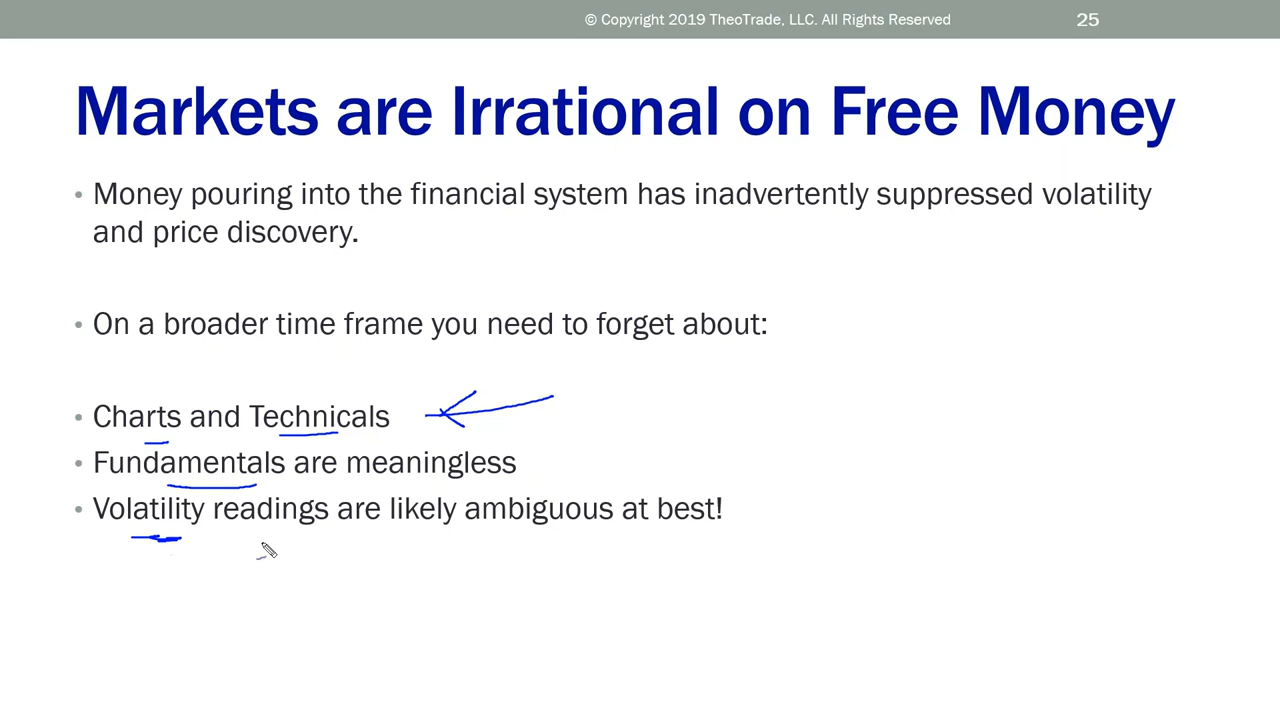 © Copyright 2019 TheoTrade, LLC. All Rights Reserved 25
Markets are Irrational on Free Money
• Money pouring into the financial system has inadvertently suppressed volatility
and price discovery.
• On a broader time frame you need to forget about:
• Charts and Technicals
• Fundamentals are meaningless
• Volatility readings are likely ambiguous at best!